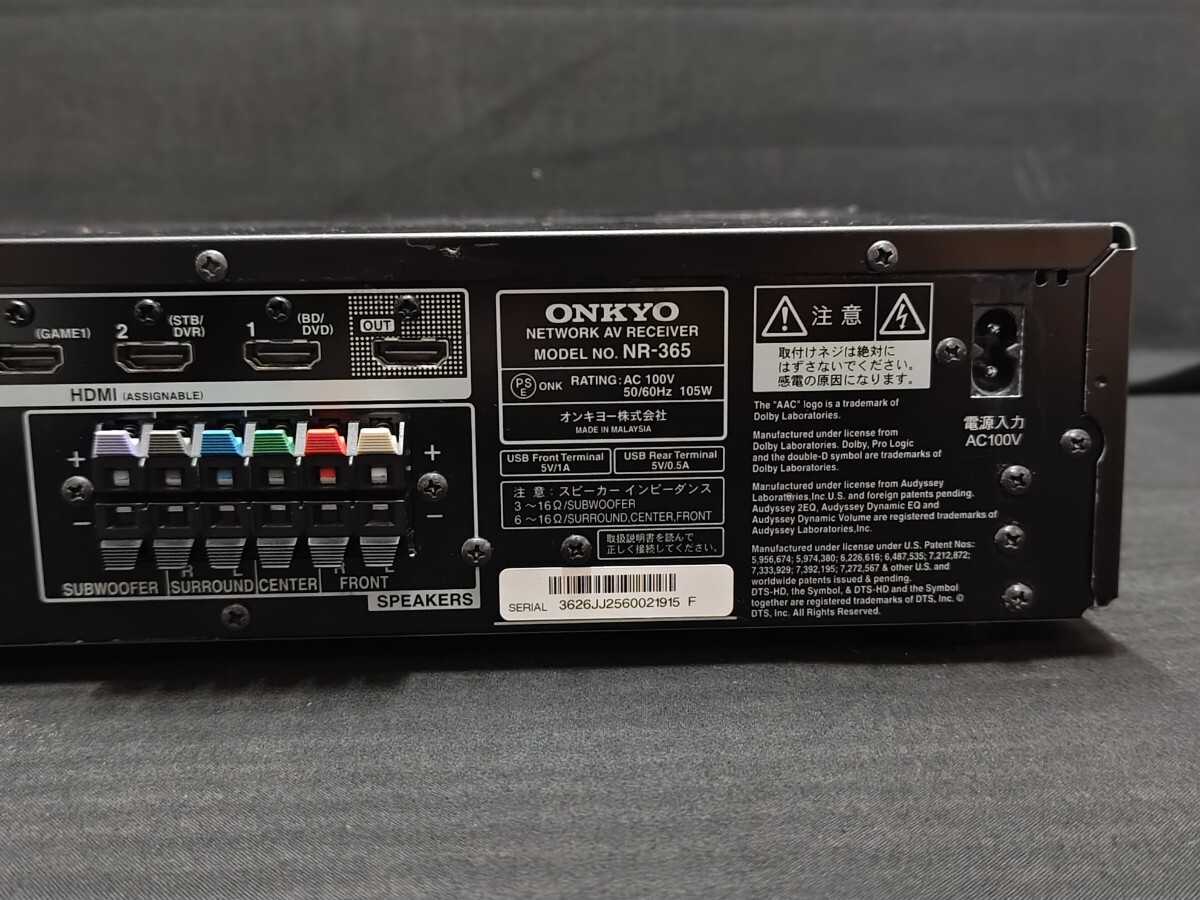 (GAME1)
2 (STB/
DVR)
1 (BD/
DVD)
OUT
HDMI (ASSIGNABLE)
+
+
−
−
R L R L
SUBWOOFER SURROUND CENTER FRONT
SPEAKERS
ONKYO
NETWORK AV RECEIVER
MODEL NO. NR-365
PS
E
ONK
RATING: AC 100V
50/60Hz 105W
オンキヨー株式会社
MADE IN MALAYSIA
USB Front Terminal
5V/1A
USB Rear Terminal
5V/0.5A
注 意 : スピーカー インピーダンス
3 ～16Ω/SUBWOOFER
6 ～16Ω/SURROUND,CENTER,FRONT
取扱説明書を読んで
正しく接続してください。
SERIAL 3626JJ2560021915 F
注 意
取付けネジは絶対に
はずさないでください。
感電の原因になります。
The "AAC" logo is a trademark of
Dolby Laboratories.
Manufactured under license from
Dolby Laboratories. Dolby, Pro Logic
and the double-D symbol are trademarks of
Dolby Laboratories.
Manufactured under license from Audyssey
Laboratories,Inc.U.S. and foreign patents pending.
Audyssey 2EQ, Audyssey Dynamic EQ and
Audyssey Dynamic Volume are registered trademarks of
Audyssey Laboratories,Inc.
Manufactured under license under U.S. Patent Nos:
5,956,674; 5,974,380; 6,226,616; 6,487,535; 7,212,872;
7,333,929; 7,392,195; 7,272,567 & other U.S. and
worldwide patents issued & pending.
DTS-HD, the Symbol, & DTS-HD and the Symbol
together are registered trademarks of DTS, Inc. ©
DTS, Inc. All Rights Reserved.
電源入力
AC100V